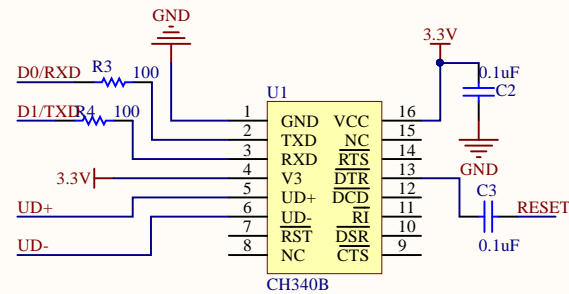 GND
3.3V
D0/RXD R3 100
0.1uF
C2
D1/TXD R4 100
U1
1 GND VCC 16
2 TXD NC 15
3 RXD RTS 14
3.3V 4 V3 DTR 13
GND
UD+ 5 UD+ DCD 12
C3
UD- 6 UD- RI 11
RESET
7 RST DSR 10
8 NC CTS 9
0.1uF
CH340B